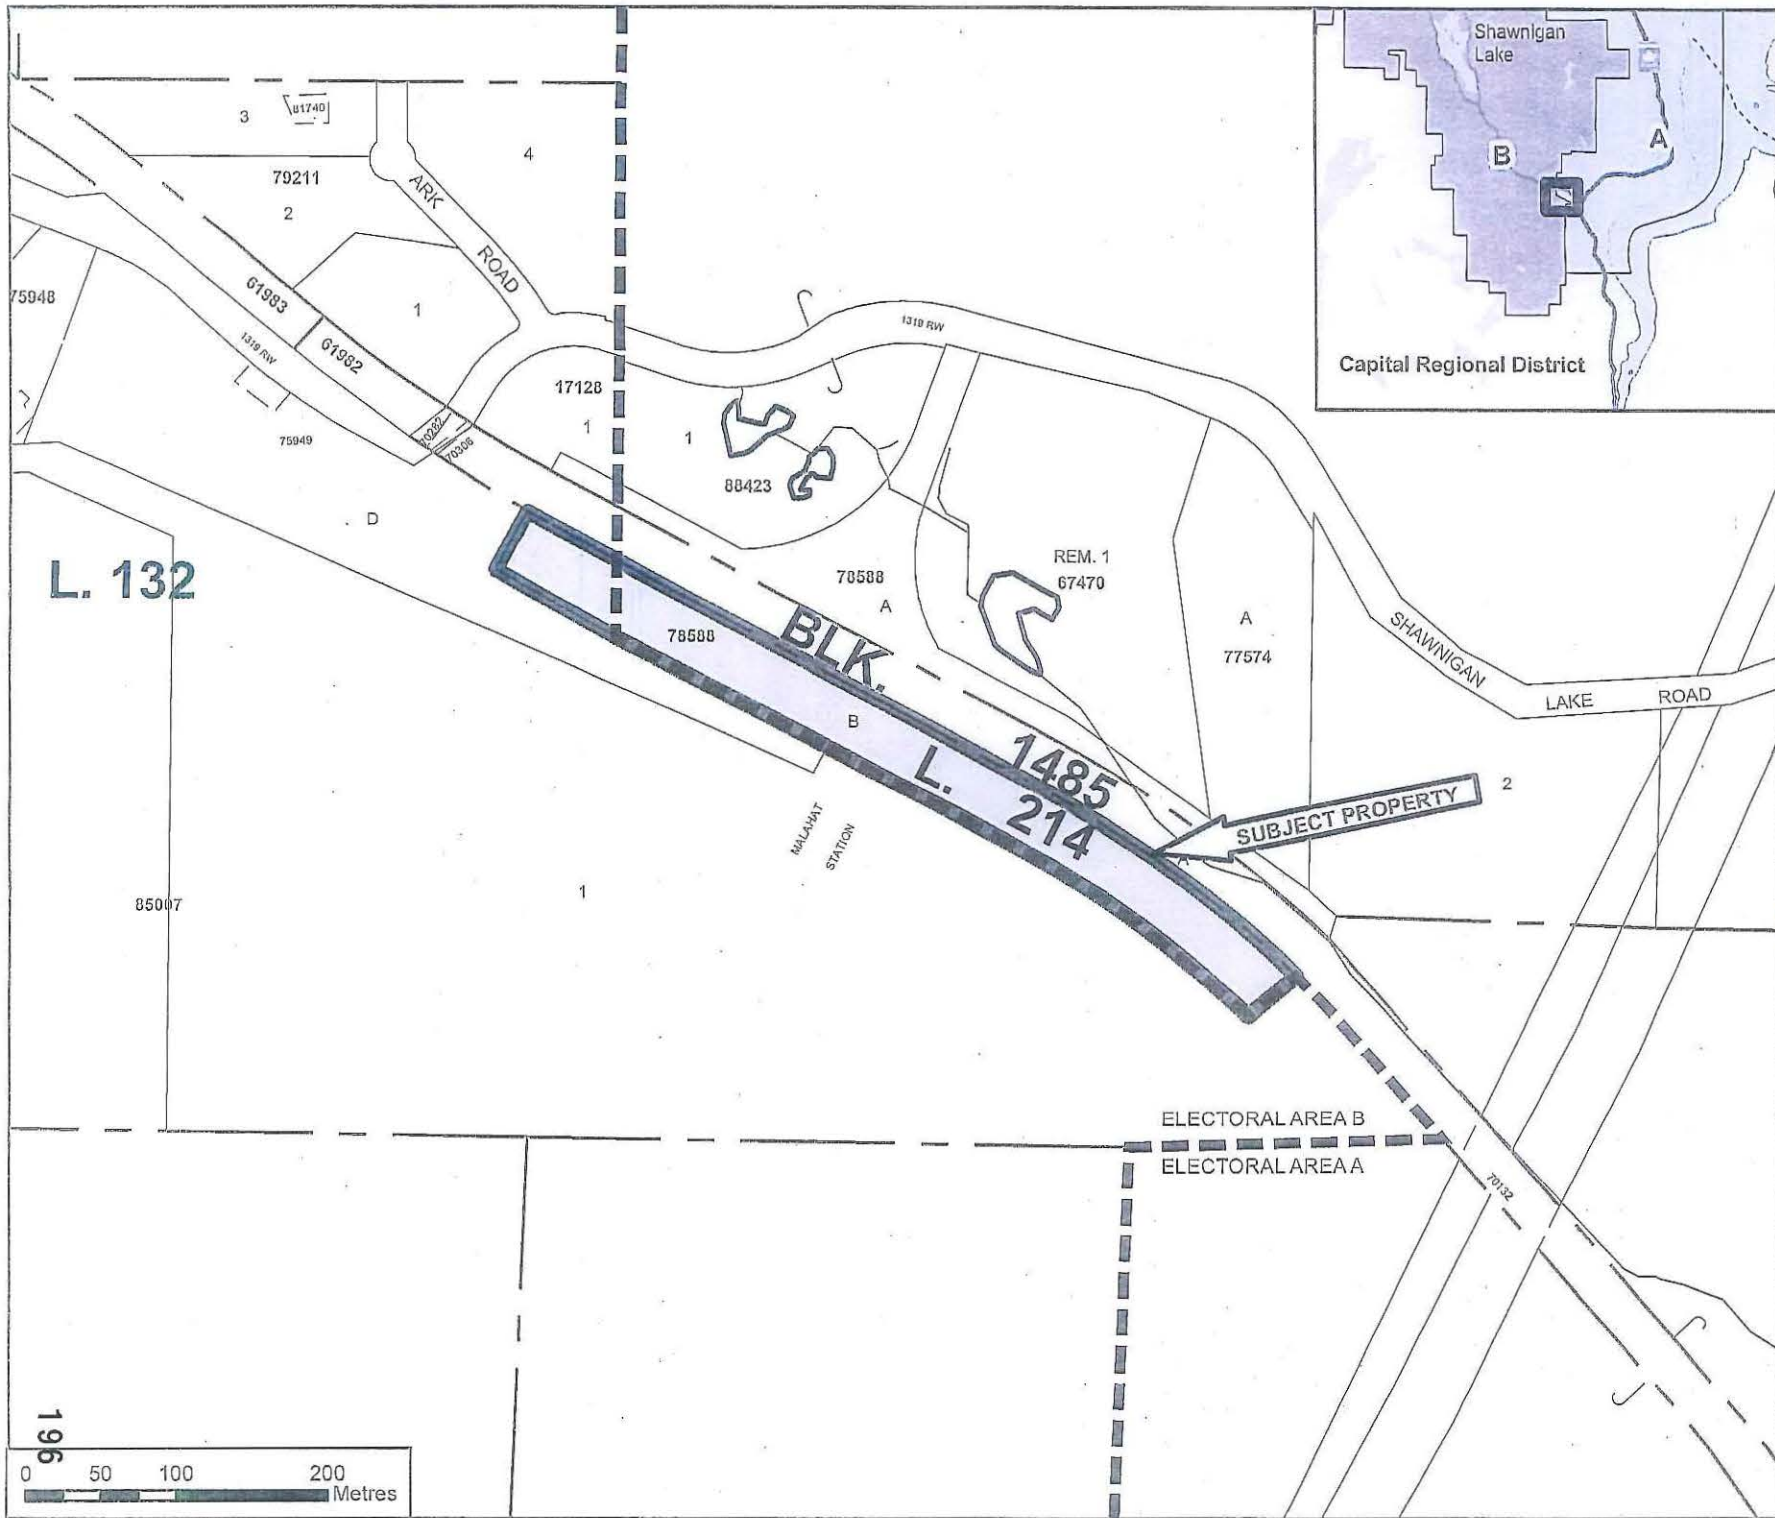 Shawnigan
Lake
B
A
Capital Regional District
3
81740
4
79211
2
ARK
ROAD
75948
61983
1
1319 RW
61982
1319 RW
17128
1
1
70282
70308
75949
88423
D
L. 132
REM. 1
67470
78588
A
A
77574
SHAWNIGAN
LAKE
ROAD
BLK.
78588
B
1485
L.
214
SUBJECT PROPERTY
A
2
MALAHAT
STATION
85007
1
ELECTORAL AREA B
ELECTORAL AREA A
70132
196
0 50 100 200
Metres